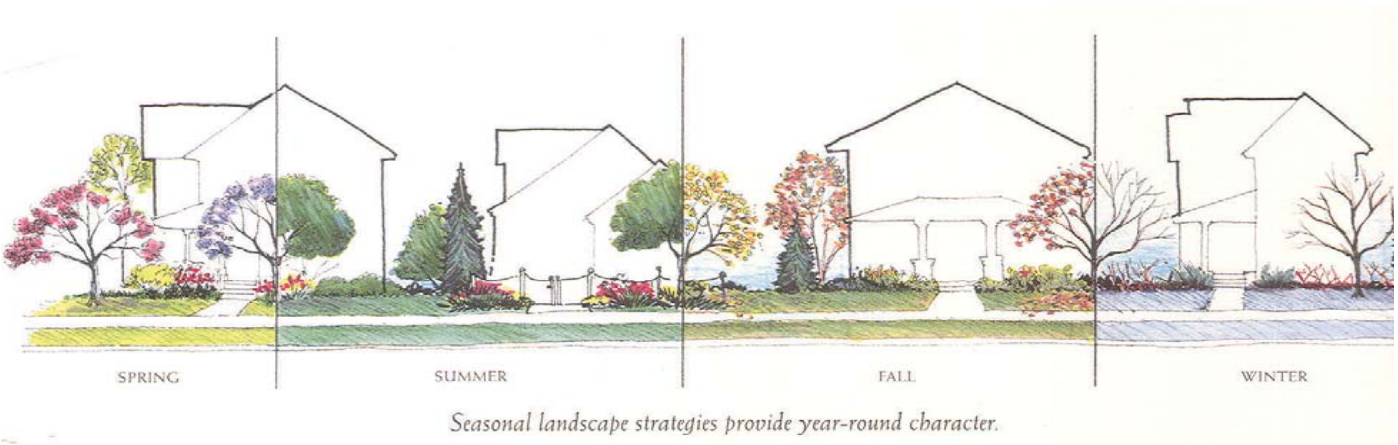 SPRING
SUMMER
FALL
WINTER
Seasonal landscape strategies provide year-round character.